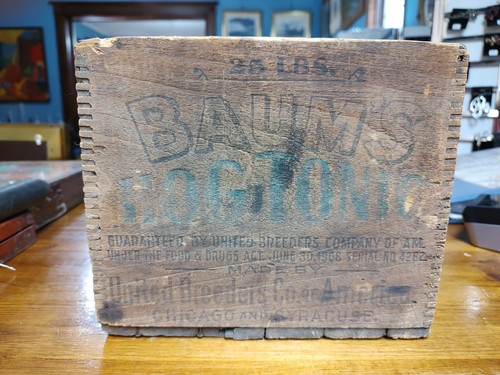 25 LBS.
BAUM'S
HOG TONIC
GUARANTEED BY UNITED BREEDERS COMPANY OF AM.
UNDER THE FOOD & DRUGS ACT JUNE 30, 1906 SERIAL NO 4262
MADE BY
United Breeders Co. of America
CHICAGO AND SYRACUSE.